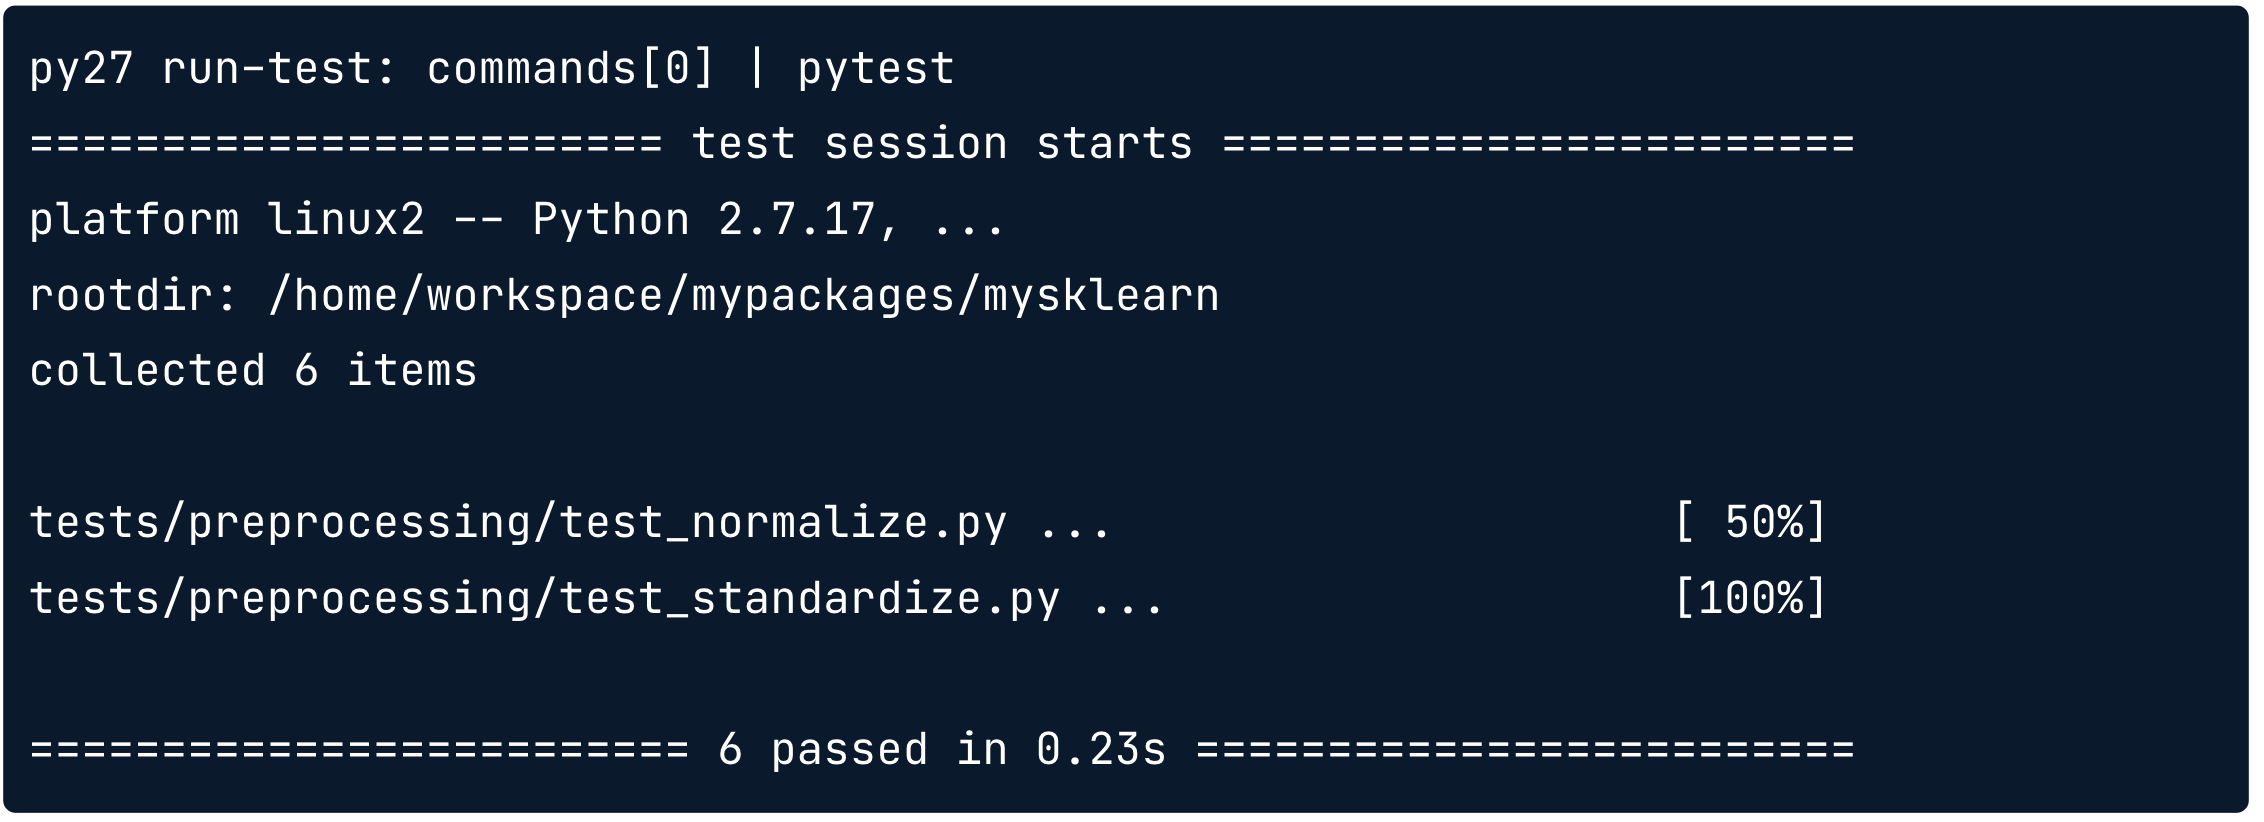 py27 run-test: commands[0] | pytest
======================== test session starts ========================
platform linux2 -- Python 2.7.17, ...
rootdir: /home/workspace/mypackages/mysklearn
collected 6 items
tests/preprocessing/test_normalize.py ... [ 50%]
tests/preprocessing/test_standardize.py ... [100%]
========================= 6 passed in 0.23s =========================